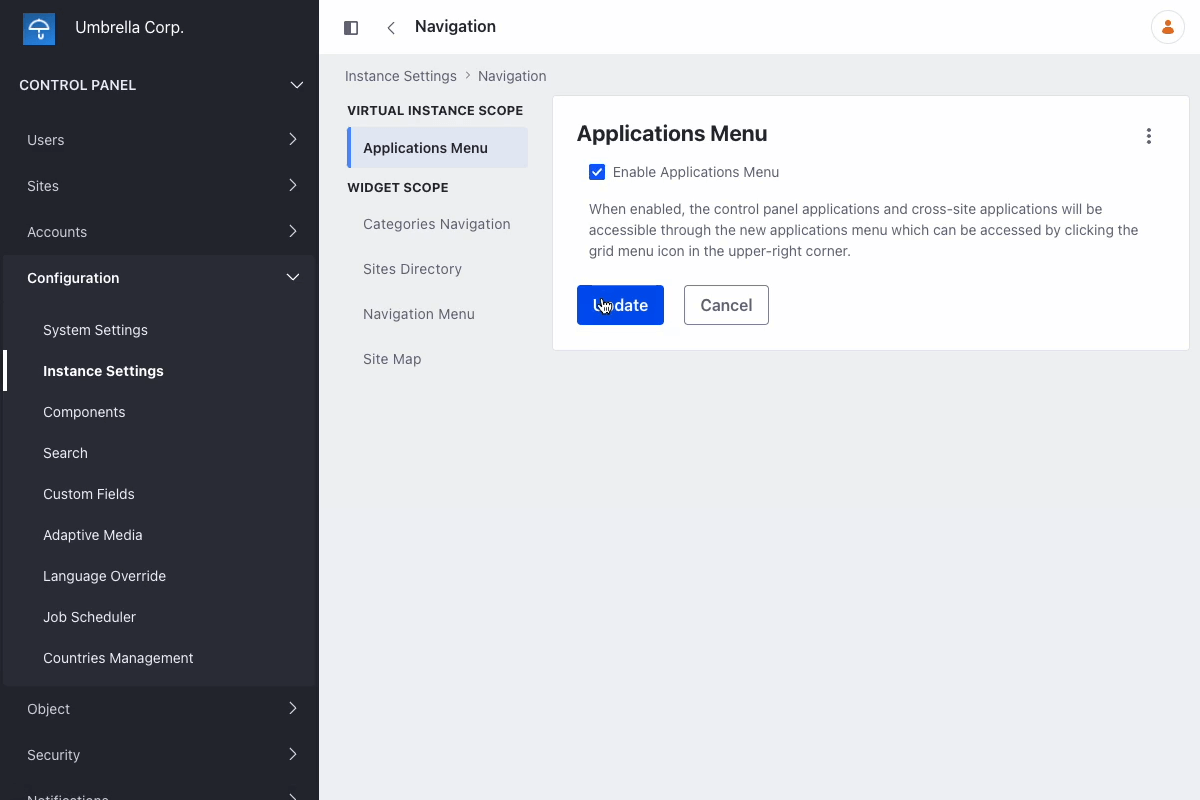 Umbrella Corp.
CONTROL PANEL
Users
Sites
Accounts
Configuration
System Settings
Instance Settings
Components
Search
Custom Fields
Adaptive Media
Language Override
Job Scheduler
Countries Management
Object
Security
Notifications
Navigation
Instance Settings > Navigation
VIRTUAL INSTANCE SCOPE
Applications Menu
WIDGET SCOPE
Categories Navigation
Sites Directory
Navigation Menu
Site Map
Applications Menu
Enable Applications Menu
When enabled, the control panel applications and cross-site applications will be
accessible through the new applications menu which can be accessed by clicking the
grid menu icon in the upper-right corner.
Update
Cancel